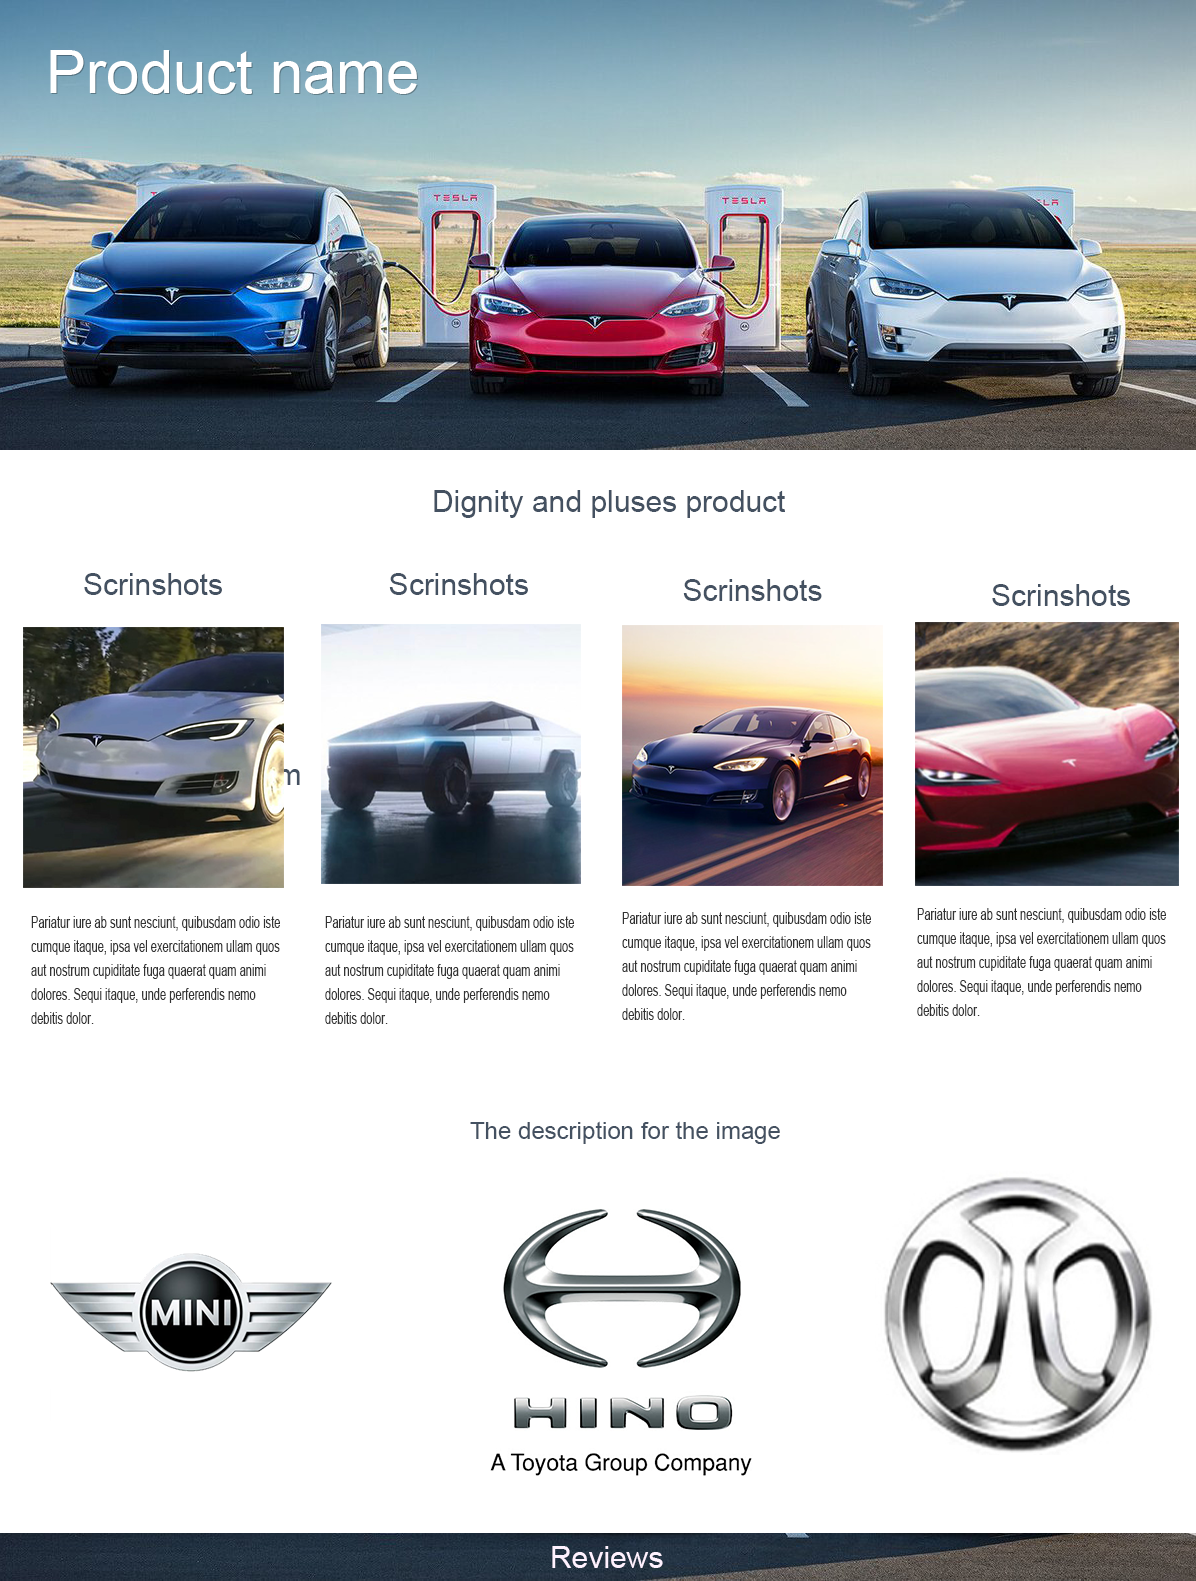 Product name
TESLA
TESLA
Dignity and pluses product
Scrinshots
Scrinshots
Scrinshots
Scrinshots
m
Pariatur iure ab sunt nesciunt, quibusdam odio iste
cumque itaque, ipsa vel exercitationem ullam quos
aut nostrum cupiditate fuga quaerat quam animi
dolores. Sequi itaque, unde perferendis nemo
debitis dolor.
Pariatur iure ab sunt nesciunt, quibusdam odio iste
cumque itaque, ipsa vel exercitationem ullam quos
aut nostrum cupiditate fuga quaerat quam animi
dolores. Sequi itaque, unde perferendis nemo
debitis dolor.
Pariatur iure ab sunt nesciunt, quibusdam odio iste
cumque itaque, ipsa vel exercitationem ullam quos
aut nostrum cupiditate fuga quaerat quam animi
dolores. Sequi itaque, unde perferendis nemo
debitis dolor.
Pariatur iure ab sunt nesciunt, quibusdam odio iste
cumque itaque, ipsa vel exercitationem ullam quos
aut nostrum cupiditate fuga quaerat quam animi
dolores. Sequi itaque, unde perferendis nemo
debitis dolor.
The description for the image
MINI
HINO
A Toyota Group Company
Reviews